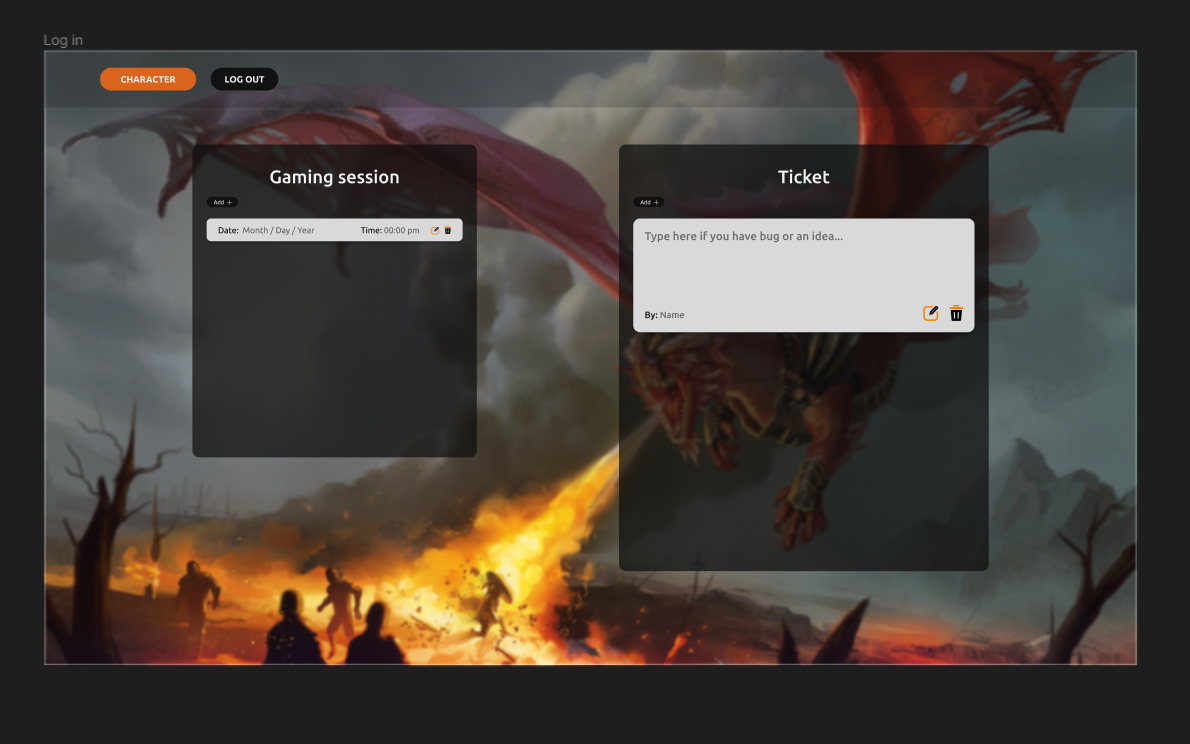 Log in
CHARACTER LOG OUT
Gaming session
Add +
Date: Month / Day / Year Time: 00:00 pm
Ticket
Add +
Type here if you have bug or an idea...
By: Name